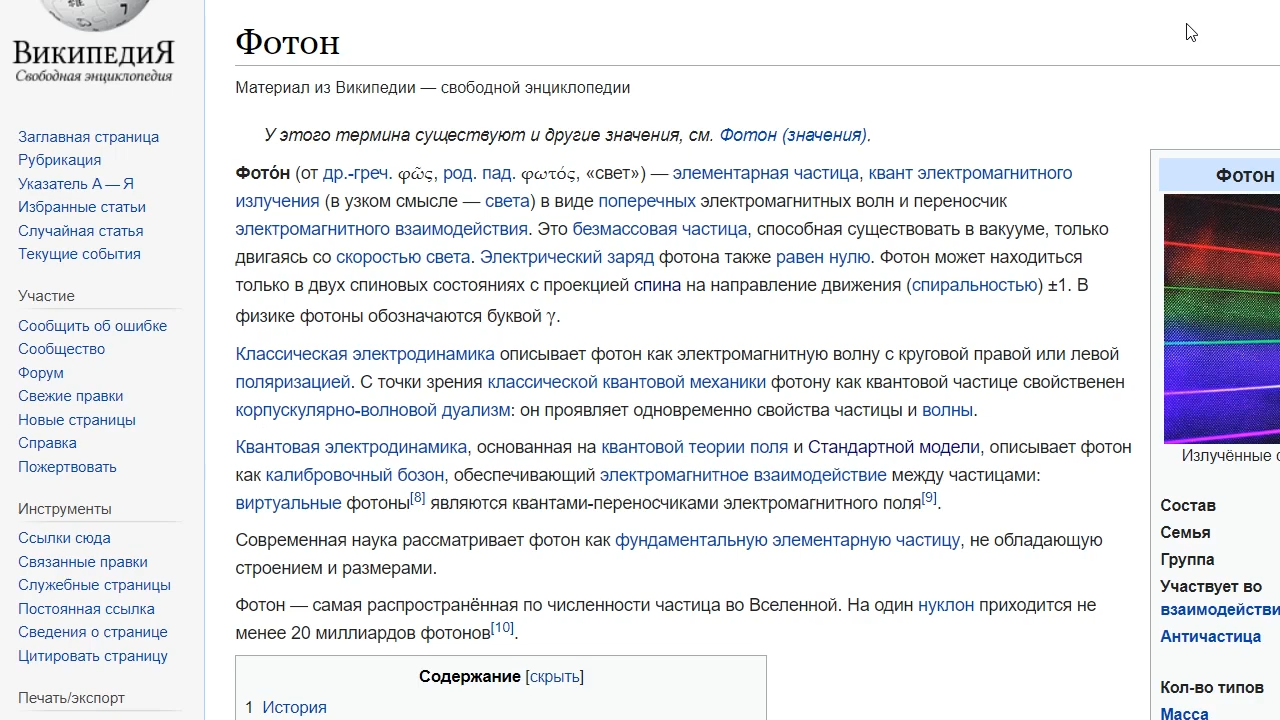 ВИКИПЕДИЯ
Свободная энциклопедия
Заглавная страница
Рубрикация
Указатель А — Я
Избранные статьи
Случайная статья
Текущие события
Участие
Сообщить об ошибке
Сообщество
Форум
Свежие правки
Новые страницы
Справка
Пожертвовать
Инструменты
Ссылки сюда
Связанные правки
Служебные страницы
Постоянная ссылка
Сведения о странице
Цитировать страницу
Печать/экспорт
Фотон
Материал из Википедии — свободной энциклопедии
У этого термина существуют и другие значения, см. Фотон (значения).
Фото́н (от др.-греч. φῶς, род. пад. φωτός, «свет») — элементарная частица, квант электромагнитного
излучения (в узком смысле — света) в виде поперечных электромагнитных волн и переносчик
электромагнитного взаимодействия. Это безмассовая частица, способная существовать в вакууме, только
двигаясь со скоростью света. Электрический заряд фотона также равен нулю. Фотон может находиться
только в двух спиновых состояниях с проекцией спина на направление движения (спиральностью) ±1. В
физике фотоны обозначаются буквой γ.
Классическая электродинамика описывает фотон как электромагнитную волну с круговой правой или левой
поляризацией. С точки зрения классической квантовой механики фотону как квантовой частице свойственен
корпускулярно-волновой дуализм: он проявляет одновременно свойства частицы и волны.
Квантовая электродинамика, основанная на квантовой теории поля и Стандартной модели, описывает фотон
как калибровочный бозон, обеспечивающий электромагнитное взаимодействие между частицами:
виртуальные фотоны[8] являются квантами-переносчиками электромагнитного поля[9].
Современная наука рассматривает фотон как фундаментальную элементарную частицу, не обладающую
строением и размерами.
Фотон — самая распространённая по численности частица во Вселенной. На один нуклон приходится не
менее 20 миллиардов фотонов[10].
Содержание [скрыть]
1 История
Фотон
Излучённые
Состав
Семья
Группа
Участвует во
взаимодействи
Античастица
Кол-во типов
Масса